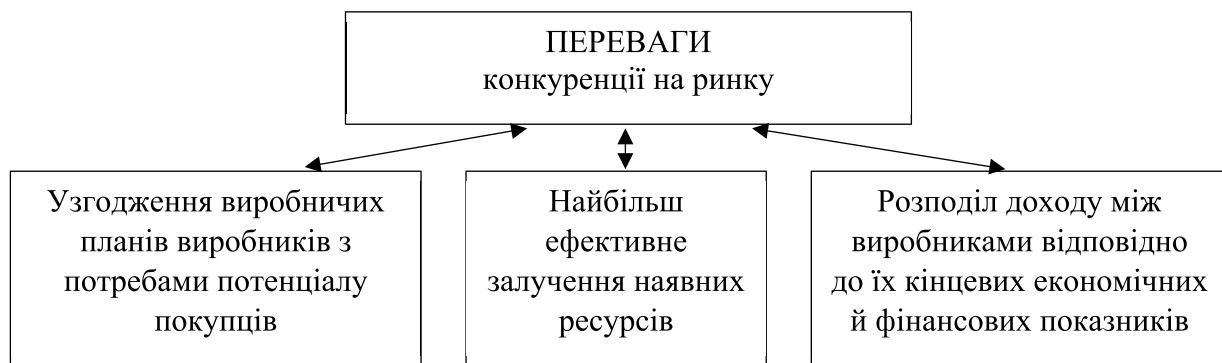 ПЕРЕВАГИ
конкуренції на ринку
Узгодження виробничих
планів виробників з
потребами потенціалу
покупців
Найбільш
ефективне
залучення наявних
ресурсів
Розподіл доходу між
виробниками відповідно
до їх кінцевих економічних
й фінансових показників